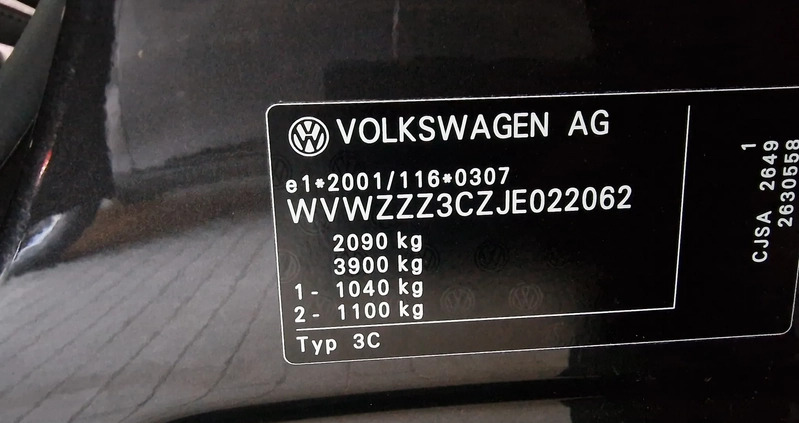 VOLKSWAGEN AG
e1*2001/116*0307
WVWZZZ3CZJE022062
2090 kg
3900 kg
1 - 1040 kg
2 - 1100 kg
Typ 3C
1
CJSA 2649
2630558